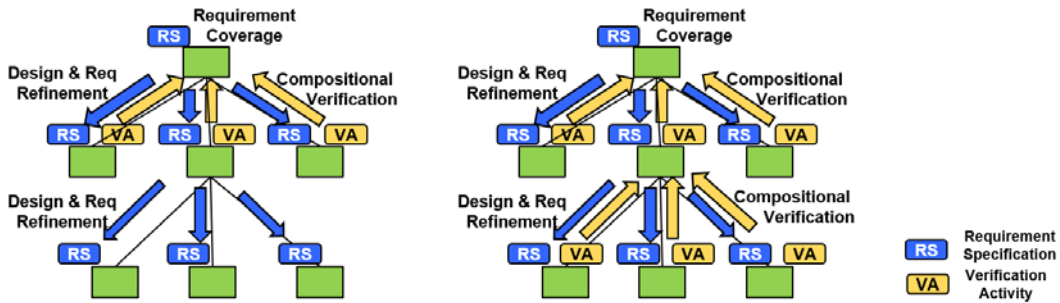 Requirement
Coverage
RS
Design & Req
Refinement
Compositional
Verification
RS
VA
RS
VA
RS
VA
Design & Req
Refinement
RS
RS
RS
Requirement
Coverage
RS
Design & Req
Refinement
Compositional
Verification
RS
VA
RS
VA
RS
VA
Design & Req
Refinement
Compositional
Verification
RS
VA
RS
VA
RS
VA
RS
Requirement
Specification
VA
Verification
Activity